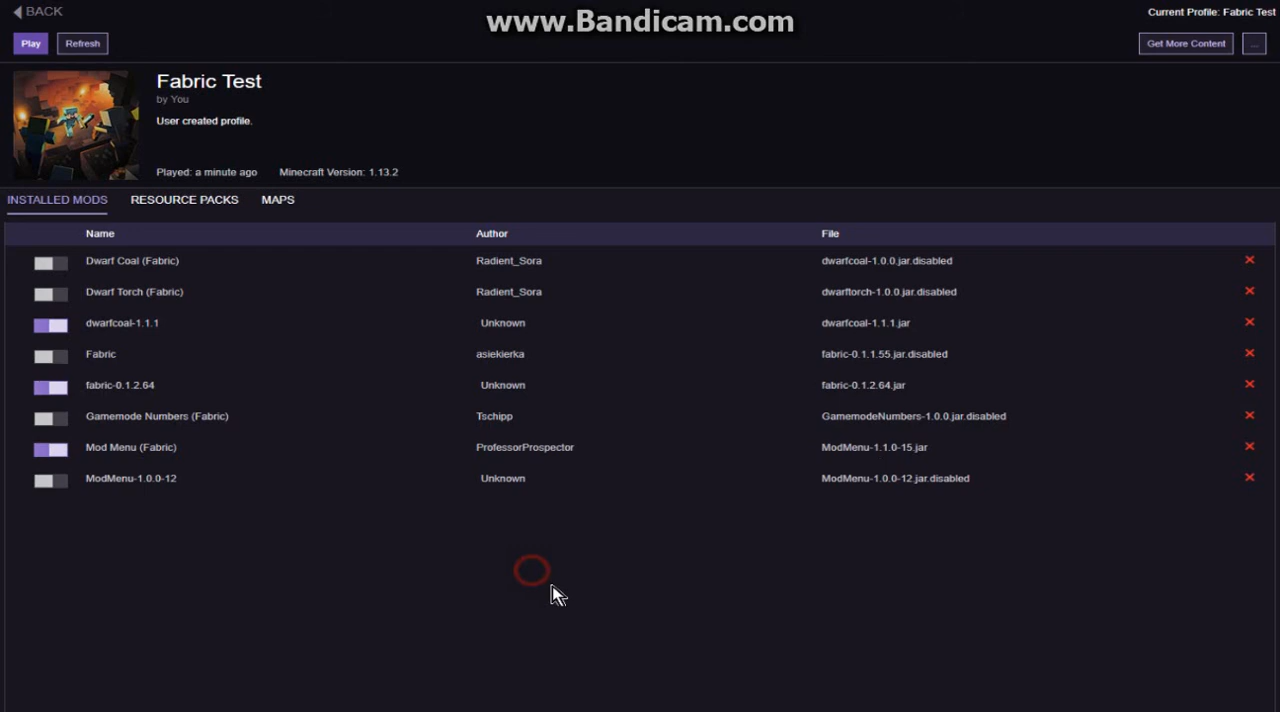 BACK
www.Bandicam.com
Current Profile: Fabric Test
Play Refresh Get More Content ...
Fabric Test
by You
User created profile.
Played: a minute ago Minecraft Version: 1.13.2
INSTALLED MODS RESOURCE PACKS MAPS
Name Author File
Dwarf Coal (Fabric) Radient_Sora dwarfcoal-1.0.0.jar.disabled
Dwarf Torch (Fabric) Radient_Sora dwarftorch-1.0.0.jar.disabled
dwarfcoal-1.1.1 Unknown dwarfcoal-1.1.1.jar
Fabric asiekierka fabric-0.1.1.55.jar.disabled
fabric-0.1.2.64 Unknown fabric-0.1.2.64.jar
Gamemode Numbers (Fabric) Tschipp GamemodeNumbers-1.0.0.jar.disabled
Mod Menu (Fabric) ProfessorProspector ModMenu-1.1.0-15.jar
ModMenu-1.0.0-12 Unknown ModMenu-1.0.0-12.jar.disabled